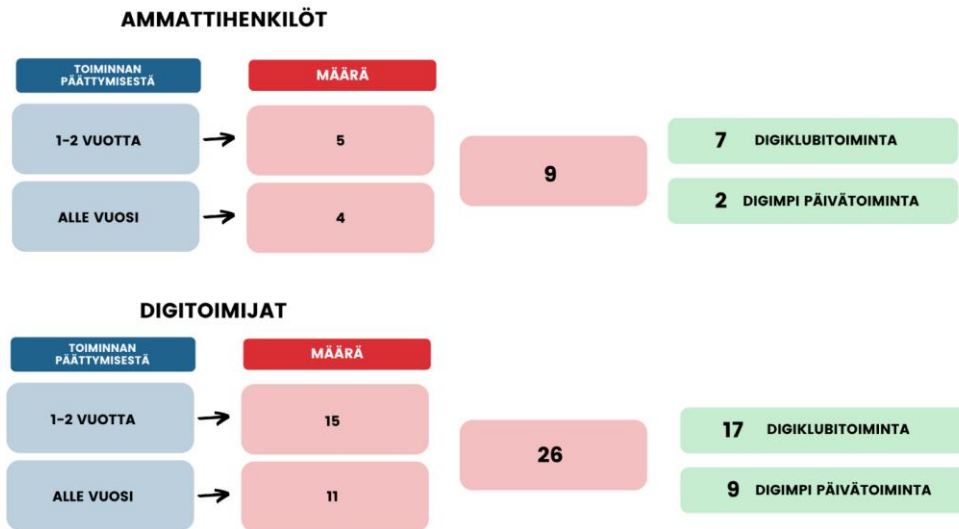 AMMATTIHENKILÖT
TOIMINNAN
PÄÄTTYMISESTÄ
MÄÄRÄ
1-2 VUOTTA
5
ALLE VUOSI
4
9
7 DIGIKLUBITOIMINTA
2 DIGIMPI PÄIVÄTOIMINTA
DIGITOIMIJAT
TOIMINNAN
PÄÄTTYMISESTÄ
MÄÄRÄ
1-2 VUOTTA
15
ALLE VUOSI
11
26
17 DIGIKLUBITOIMINTA
9 DIGIMPI PÄIVÄTOIMINTA